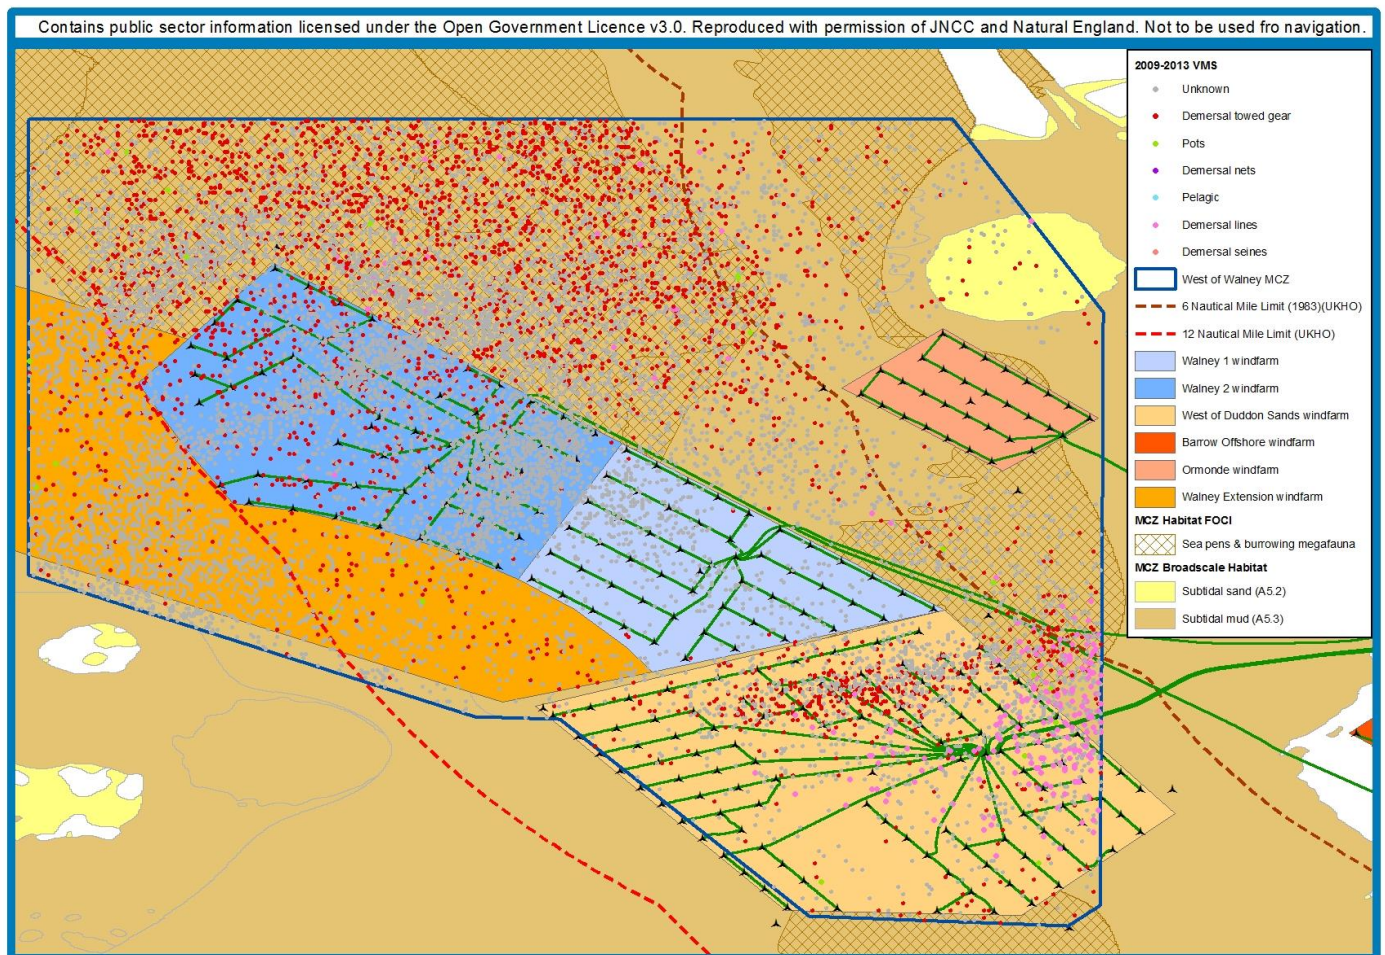 Contains public sector information licensed under the Open Government Licence v3.0. Reproduced with permission of JNCC and Natural England. Not to be used fro navigation.
2009-2013 VMS
Unknown
Demersal towed gear
Pots
Demersal nets
Pelagic
Demersal lines
Demersal seines
West of Walney MCZ
6 Nautical Mile Limit (1983)(UKHO)
12 Nautical Mile Limit (UKHO)
Walney 1 windfarm
Walney 2 windfarm
West of Duddon Sands windfarm
Barrow Offshore windfarm
Ormonde windfarm
Walney Extension windfarm
MCZ Habitat FOCI
Sea pens & burrowing megafauna
MCZ Broadscale Habitat
Subtidal sand (A5.2)
Subtidal mud (A5.3)